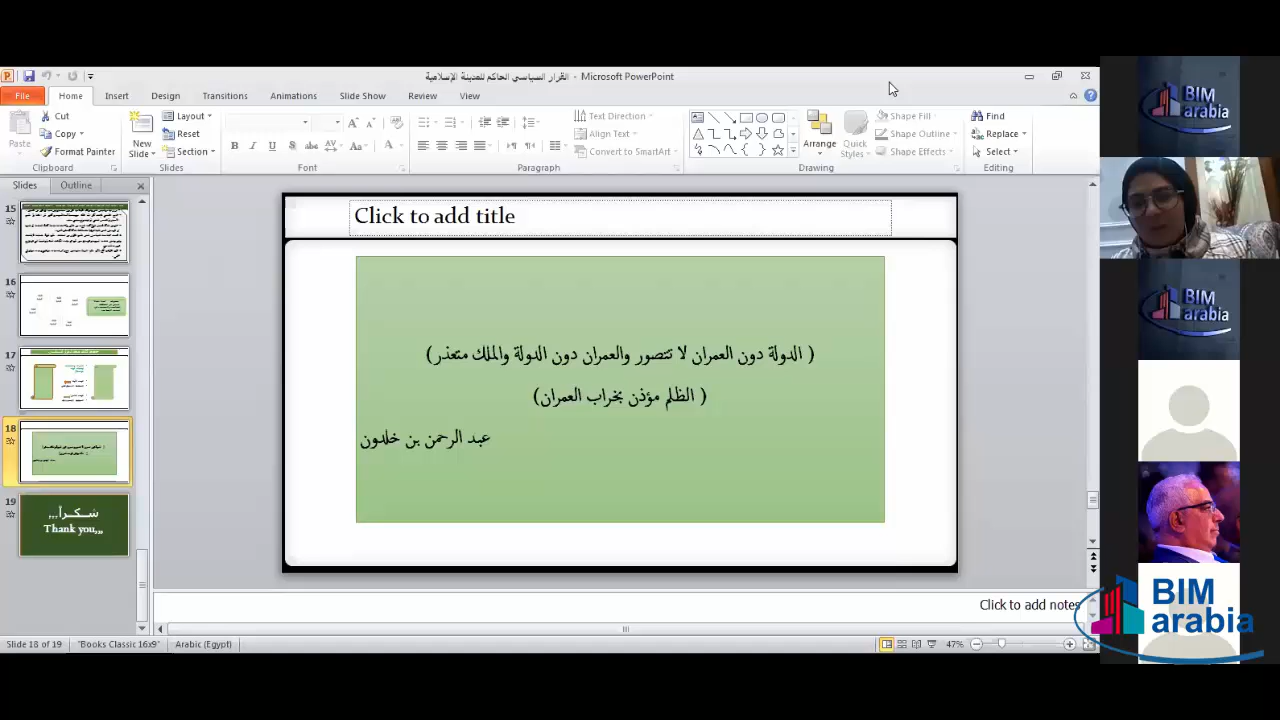 القرار السياسي الحاكم للمدينة الإسلامية - Microsoft PowerPoint
File Home Insert Design Transitions Animations Slide Show Review View
Paste
Cut
Copy
Format Painter
Clipboard
New Slide
Layout
Reset
Section
Slides
Font
Text Direction
Align Text
Convert to SmartArt
Paragraph
Arrange
Quick Styles
Shape Fill
Shape Outline
Shape Effects
Drawing
Find
Replace
Select
Editing
Slides Outline
15
16
17
18
19
شكراً,,,
Thank you,,,
Click to add title
( الدولة دون العمران لا تتصور والعمران دون الدولة والملك متعذر)
( الظلم مؤذن بخراب العمران)
عبد الرحمن بن خلدون
Click to add notes
Slide 18 of 19 "Books Classic 16x9" Arabic (Egypt) 47%
BIM arabia
BIM arabia
BIM arabia